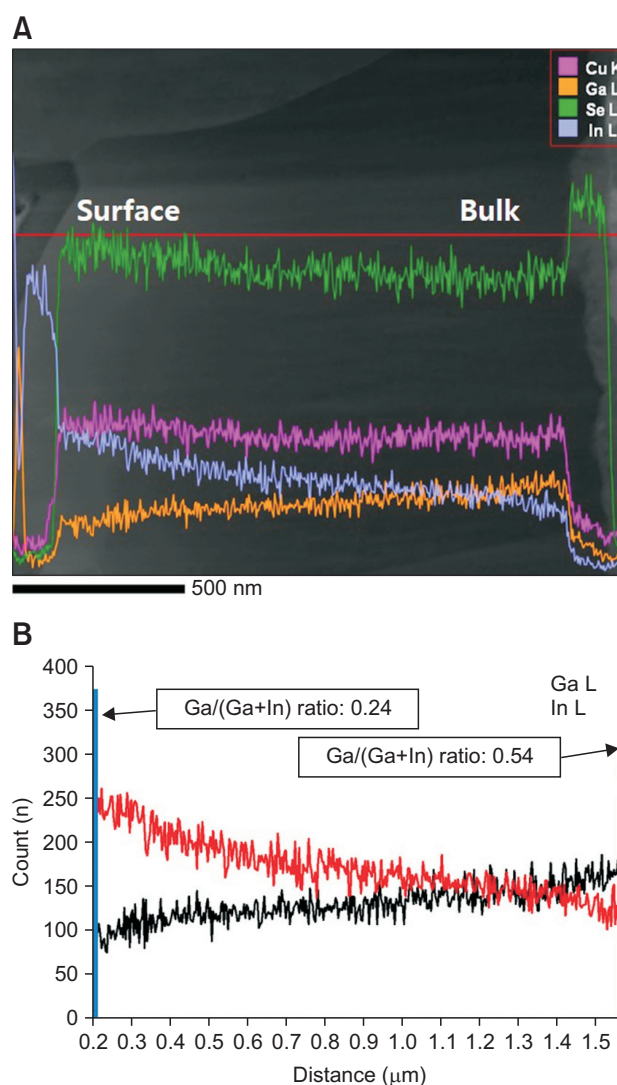 A
Cu K
Ga L
Se L
In L
Surface
Bulk
500 nm
B
400
350
300
250
200
150
100
50
0
Count (n)
Ga/(Ga+In) ratio: 0.24
Ga L
In L
Ga/(Ga+In) ratio: 0.54
0.2 0.3 0.4 0.5 0.6 0.7 0.8 0.9 1.0 1.1 1.2 1.3 1.4 1.5
Distance (μm)